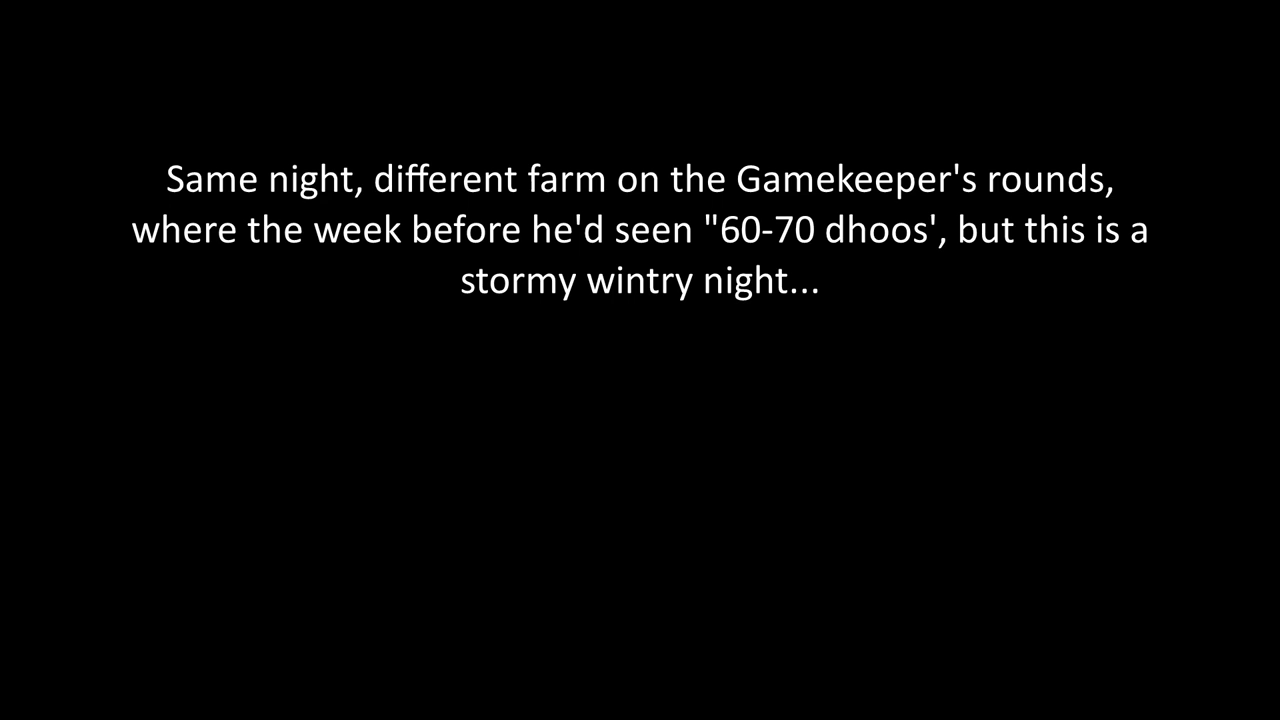 Same night, different farm on the Gamekeeper's rounds,
where the week before he'd seen "60-70 dhoos', but this is a
stormy wintry night...